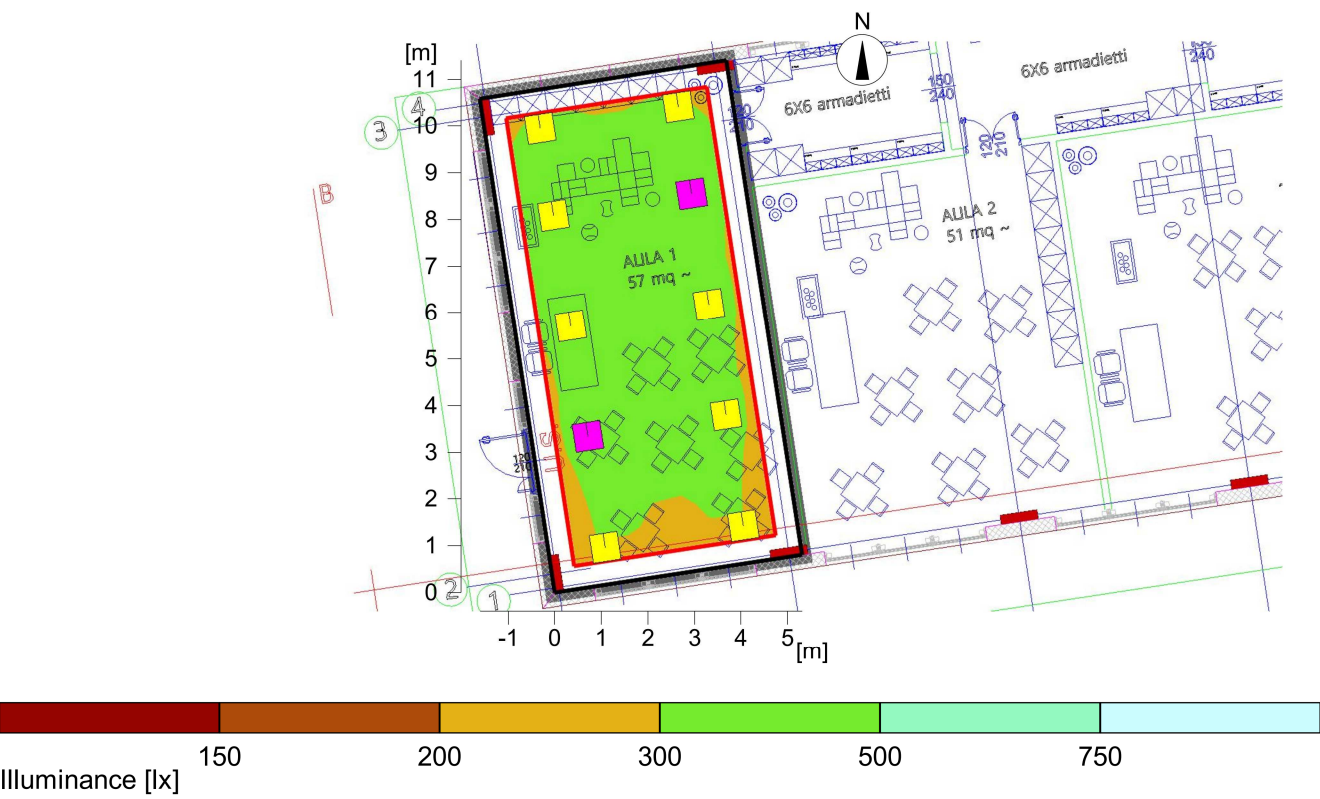 N
[m]
11
10
9
8
7
6
5
4
3
2
1
0
4
3
B
2
1
6X6 armadietti
6X6 armadietti
150
240
240
120
210
AULA 1
57 mq ~
AULA 2
51 mq ~
120
210
-1 0 1 2 3 4 5 [m]
150 200 300 500 750
Illuminance [lx]